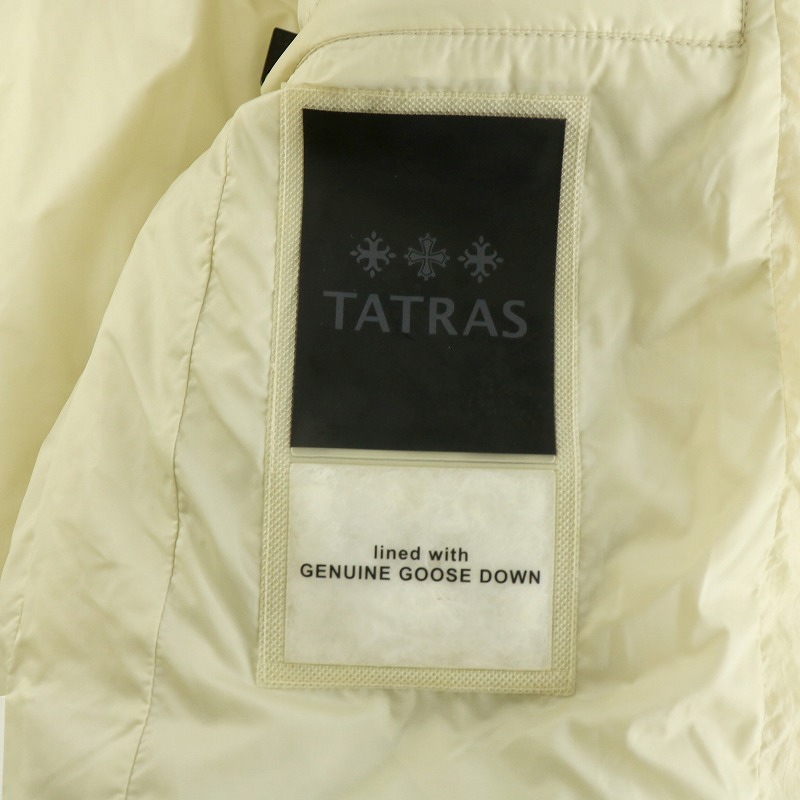 TATRAS
lined with
GENUINE GOOSE DOWN